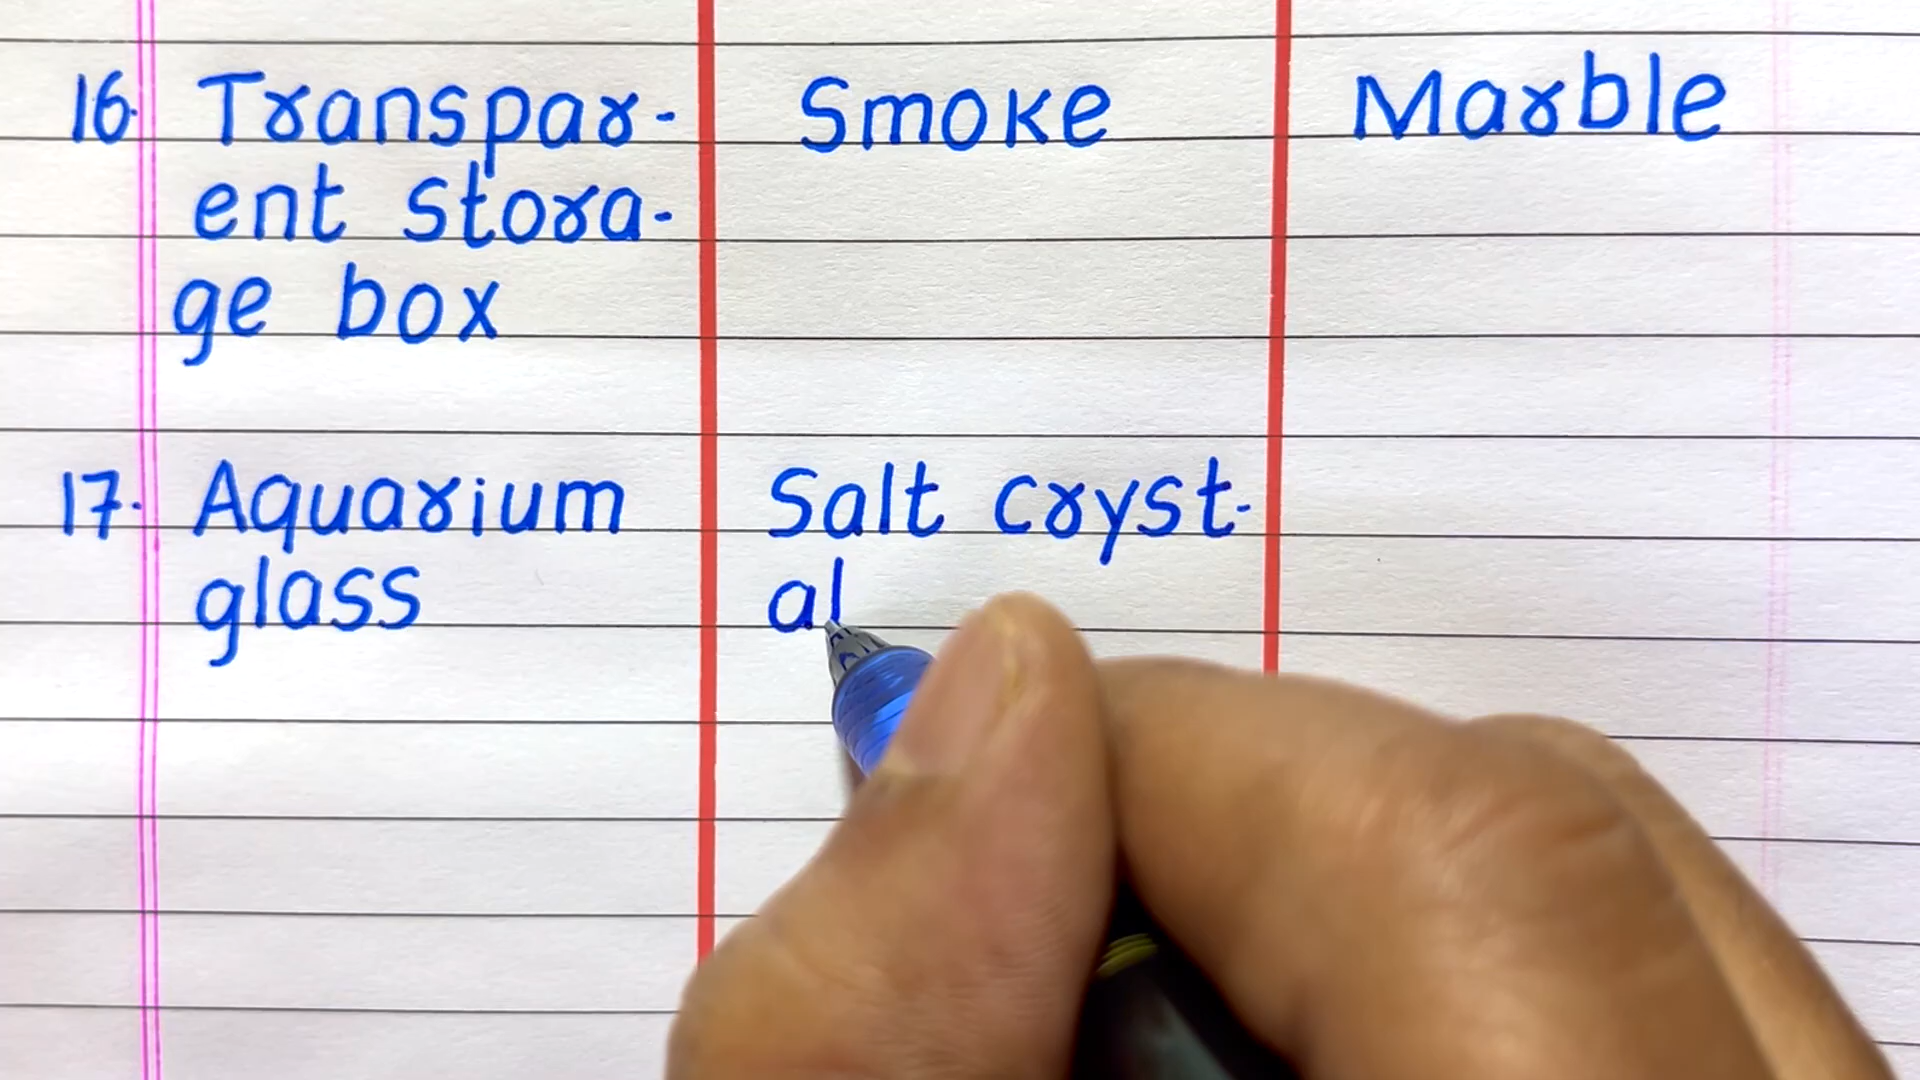 16. Transpar- Smoke Marble
ent stora-
ge box
17. Aquarium Salt cryst-
glass al